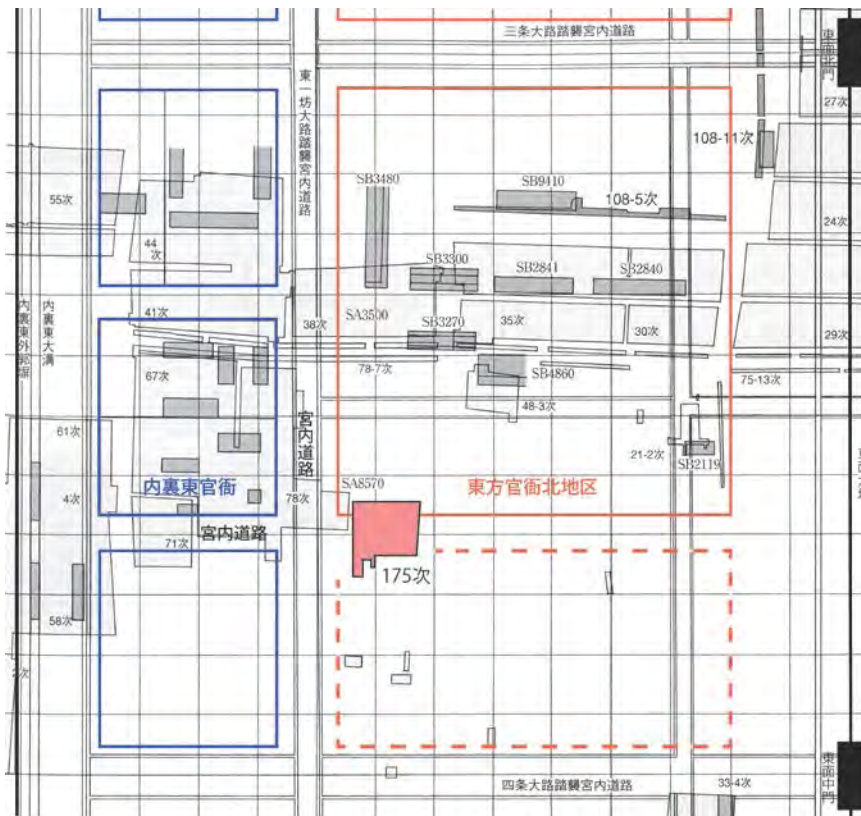 三条大路踏襲宮内道路
東面北門
27次
東一坊大路踏襲宮内道路
108-11次
55次
SB3480
SB9410
108-5次
24次
44次
SB3300
SB2841
SB2840
内裏東外郭塀
内裏東大溝
41次
38次
SA3500
SB3270
35次
30次
29次
67次
78-7次
SB4860
75-13次
48-3次
宮内道路
61次
21-2次
SB2119
4次
内裏東官衙
78次
SA8570
東方官衙北地区
71次
宮内道路
175次
58次
四条大路踏襲宮内道路
33-4次
東面中門